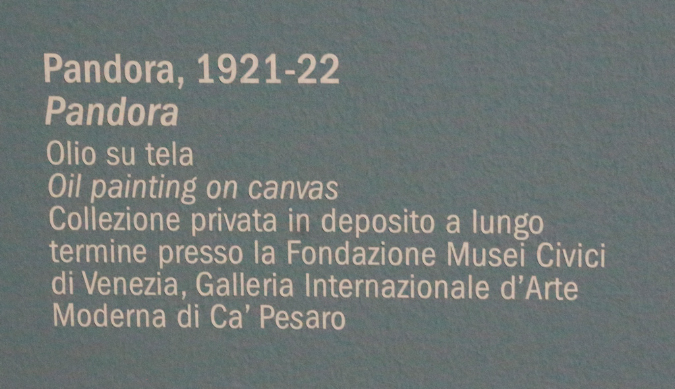 Pandora, 1921-22
Pandora
Olio su tela
Oil painting on canvas
Collezione privata in deposito a lungo
termine presso la Fondazione Musei Civici
di Venezia, Galleria Internazionale d'Arte
Moderna di Ca' Pesaro